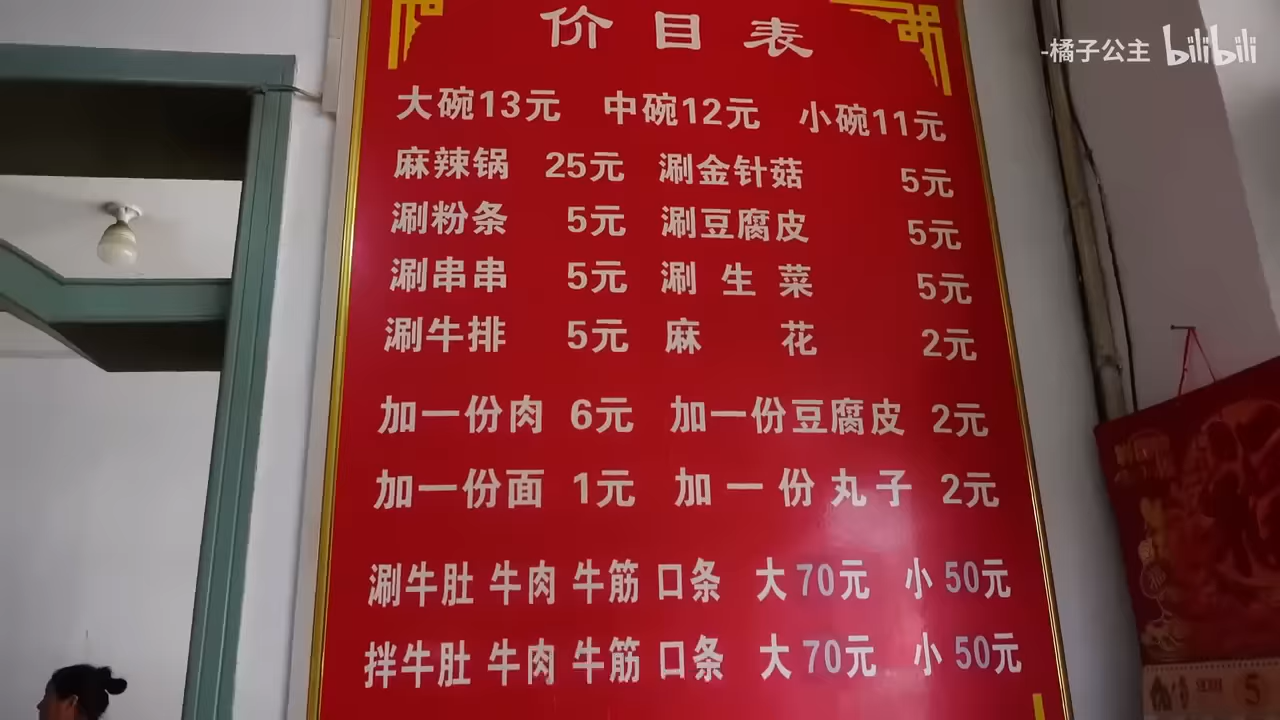 价目表
-橘子公主 bilibili
大碗13元 中碗12元 小碗11元
麻辣锅 25元 涮金针菇 5元
涮粉条 5元 涮豆腐皮 5元
涮串串 5元 涮生菜 5元
涮牛排 5元 麻花 2元
加一份肉 6元 加一份豆腐皮 2元
加一份面 1元 加一份丸子 2元
涮牛肚 牛肉 牛筋 口条 大70元 小50元
拌牛肚 牛肉 牛筋 口条 大70元 小50元
5